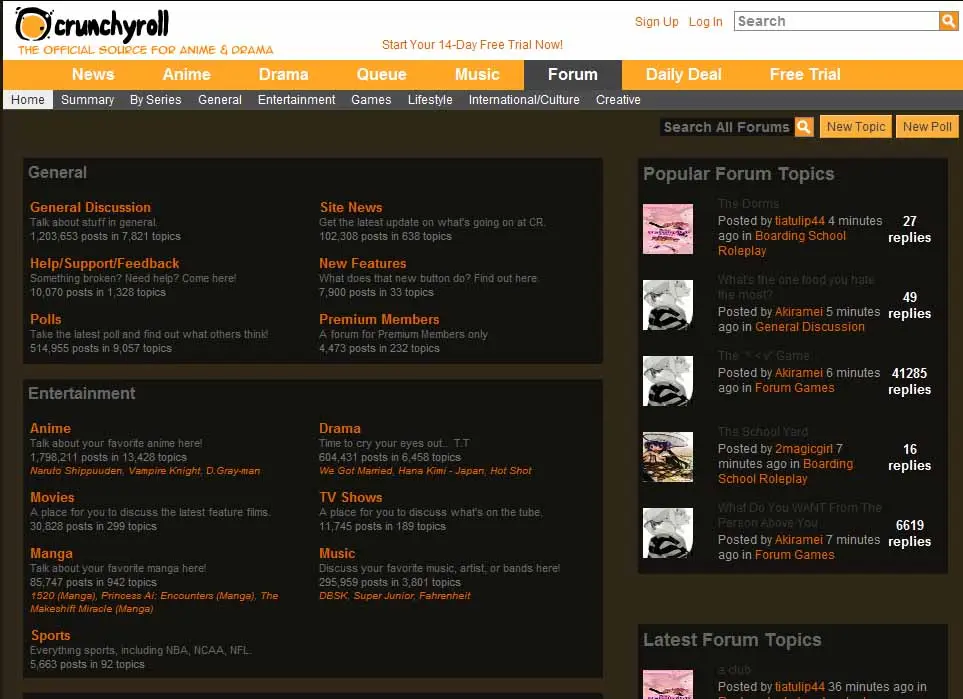 crunchyroll
THE OFFICIAL SOURCE FOR ANIME & DRAMA
Start Your 14-Day Free Trial Now!
Sign Up Log In Search
News Anime Drama Queue Music Forum Daily Deal Free Trial
Home Summary By Series General Entertainment Games Lifestyle International/Culture Creative
Search All Forums New Topic New Poll
General
General Discussion
Talk about stuff in general.
1,203,653 posts in 7,821 topics
Site News
Get the latest update on what's going on at CR.
102,308 posts in 638 topics
Help/Support/Feedback
Something broken? Need help? Come here!
10,070 posts in 1,328 topics
New Features
What does that new button do? Find out here.
7,900 posts in 33 topics
Polls
Take the latest poll and find out what others think!
514,955 posts in 9,057 topics
Premium Members
A forum for Premium Members only
4,473 posts in 232 topics
Entertainment
Anime
Talk about your favorite anime here!
1,798,211 posts in 13,428 topics
Naruto Shippuuden, Vampire Knight, D.Gray-man
Drama
Time to cry your eyes out.. T.T
604,431 posts in 6,458 topics
We Got Married, Hana Kimi - Japan, Hot Shot
Movies
A place for you to discuss the latest feature films.
30,828 posts in 299 topics
TV Shows
A place for you to discuss what's on the tube.
11,745 posts in 189 topics
Manga
Talk about your favorite manga here!
85,747 posts in 942 topics
1520 (Manga), Princess Ai: Encounters (Manga), The
Makeshift Miracle (Manga)
Music
Discuss your favorite music, artist, or bands here!
295,959 posts in 3,801 topics
DBSK, Super Junior, Fahrenheit
Sports
Everything sports, including NBA, NCAA, NFL.
5,663 posts in 92 topics
Popular Forum Topics
The Dorms
Posted by tiatulip44 4 minutes
ago in Boarding School
Roleplay
27
replies
What's the one food you hate
the most?
Posted by Akiramei 5 minutes
ago in General Discussion
49
replies
The ^ < v Game
Posted by Akiramei 6 minutes
ago in Forum Games
41285
replies
The School Yard
Posted by 2magicgirl 7
minutes ago in Boarding
School Roleplay
16
replies
What Do You WANT From The
Person Above You
Posted by Akiramei 7 minutes
ago in Forum Games
6619
replies
Latest Forum Topics
a club
Posted by tiatulip44 36 minutes ago in